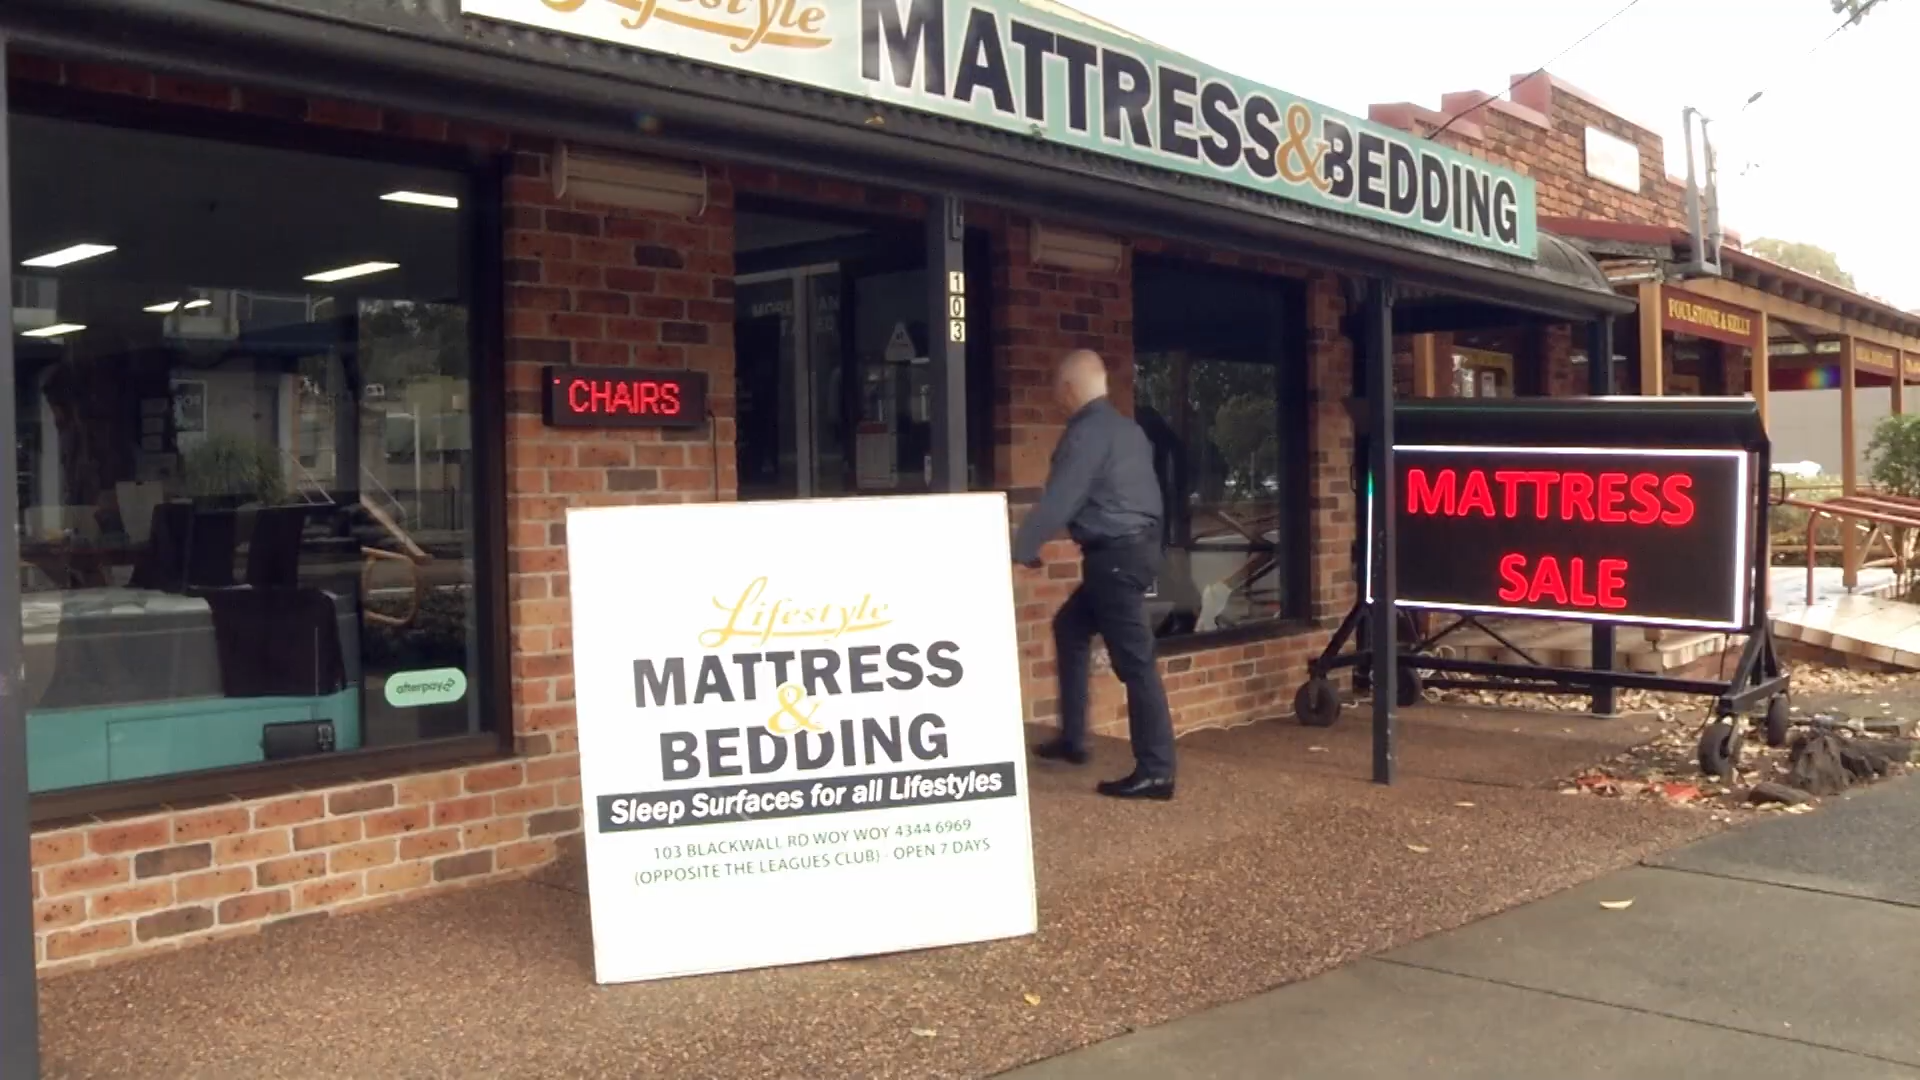 Lifestyle
MATTRESS & BEDDING
103
CHAIRS
MATTRESS
SALE
FOULSTONE & KELLY
afterpay
Lifestyle
MATTRESS
&
BEDDING
Sleep Surfaces for all Lifestyles
103 BLACKWALL RD WOY WOY 4344 6969
(OPPOSITE THE LEAGUES CLUB) - OPEN 7 DAYS